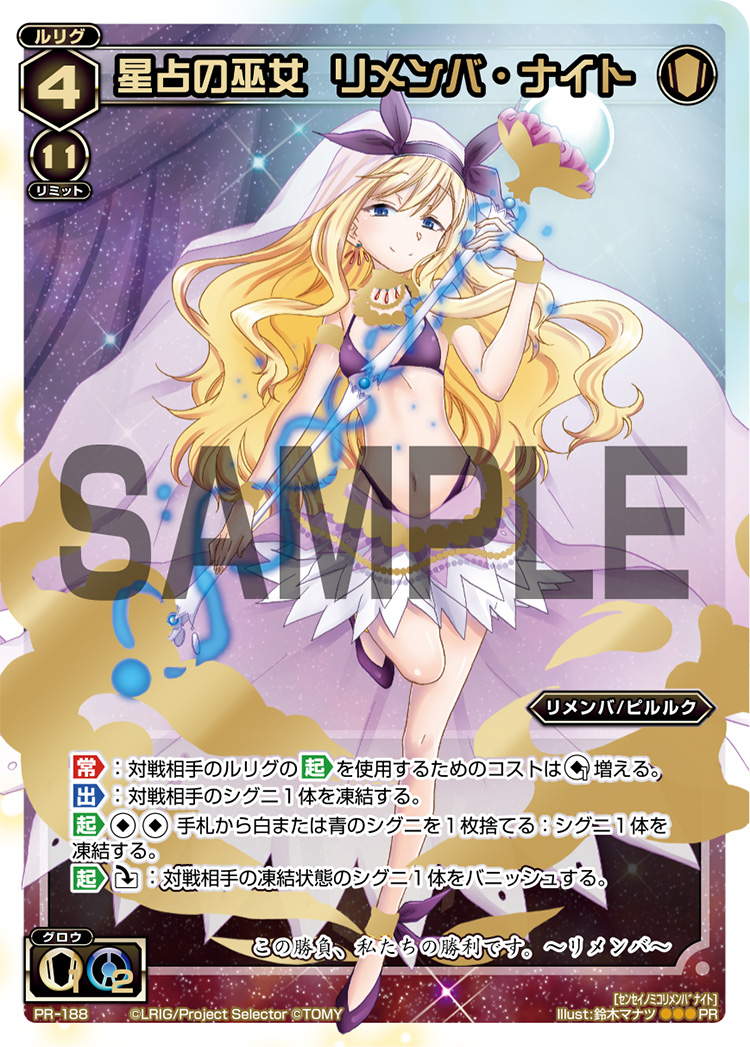 ルリグ
4
星占の巫女 リメンバ・ナイト
11
リミット
SAMPLE
リメンバ/ピルルク
常:対戦相手のルリグの起を使用するためのコストは1増える。
出:対戦相手のシグニ1体を凍結する。
起 手札から白または青のシグニを1枚捨てる:シグニ1体を
凍結する。
起:対戦相手の凍結状態のシグニ1体をバニッシュする。
グロウ
1 2
この勝負、私たちの勝利です。~リメンバ~
[センセイノミコリメンバナイト]
PR-188 ©LRIG/Project Selector ©TOMY Illust:鈴木マナツ PR